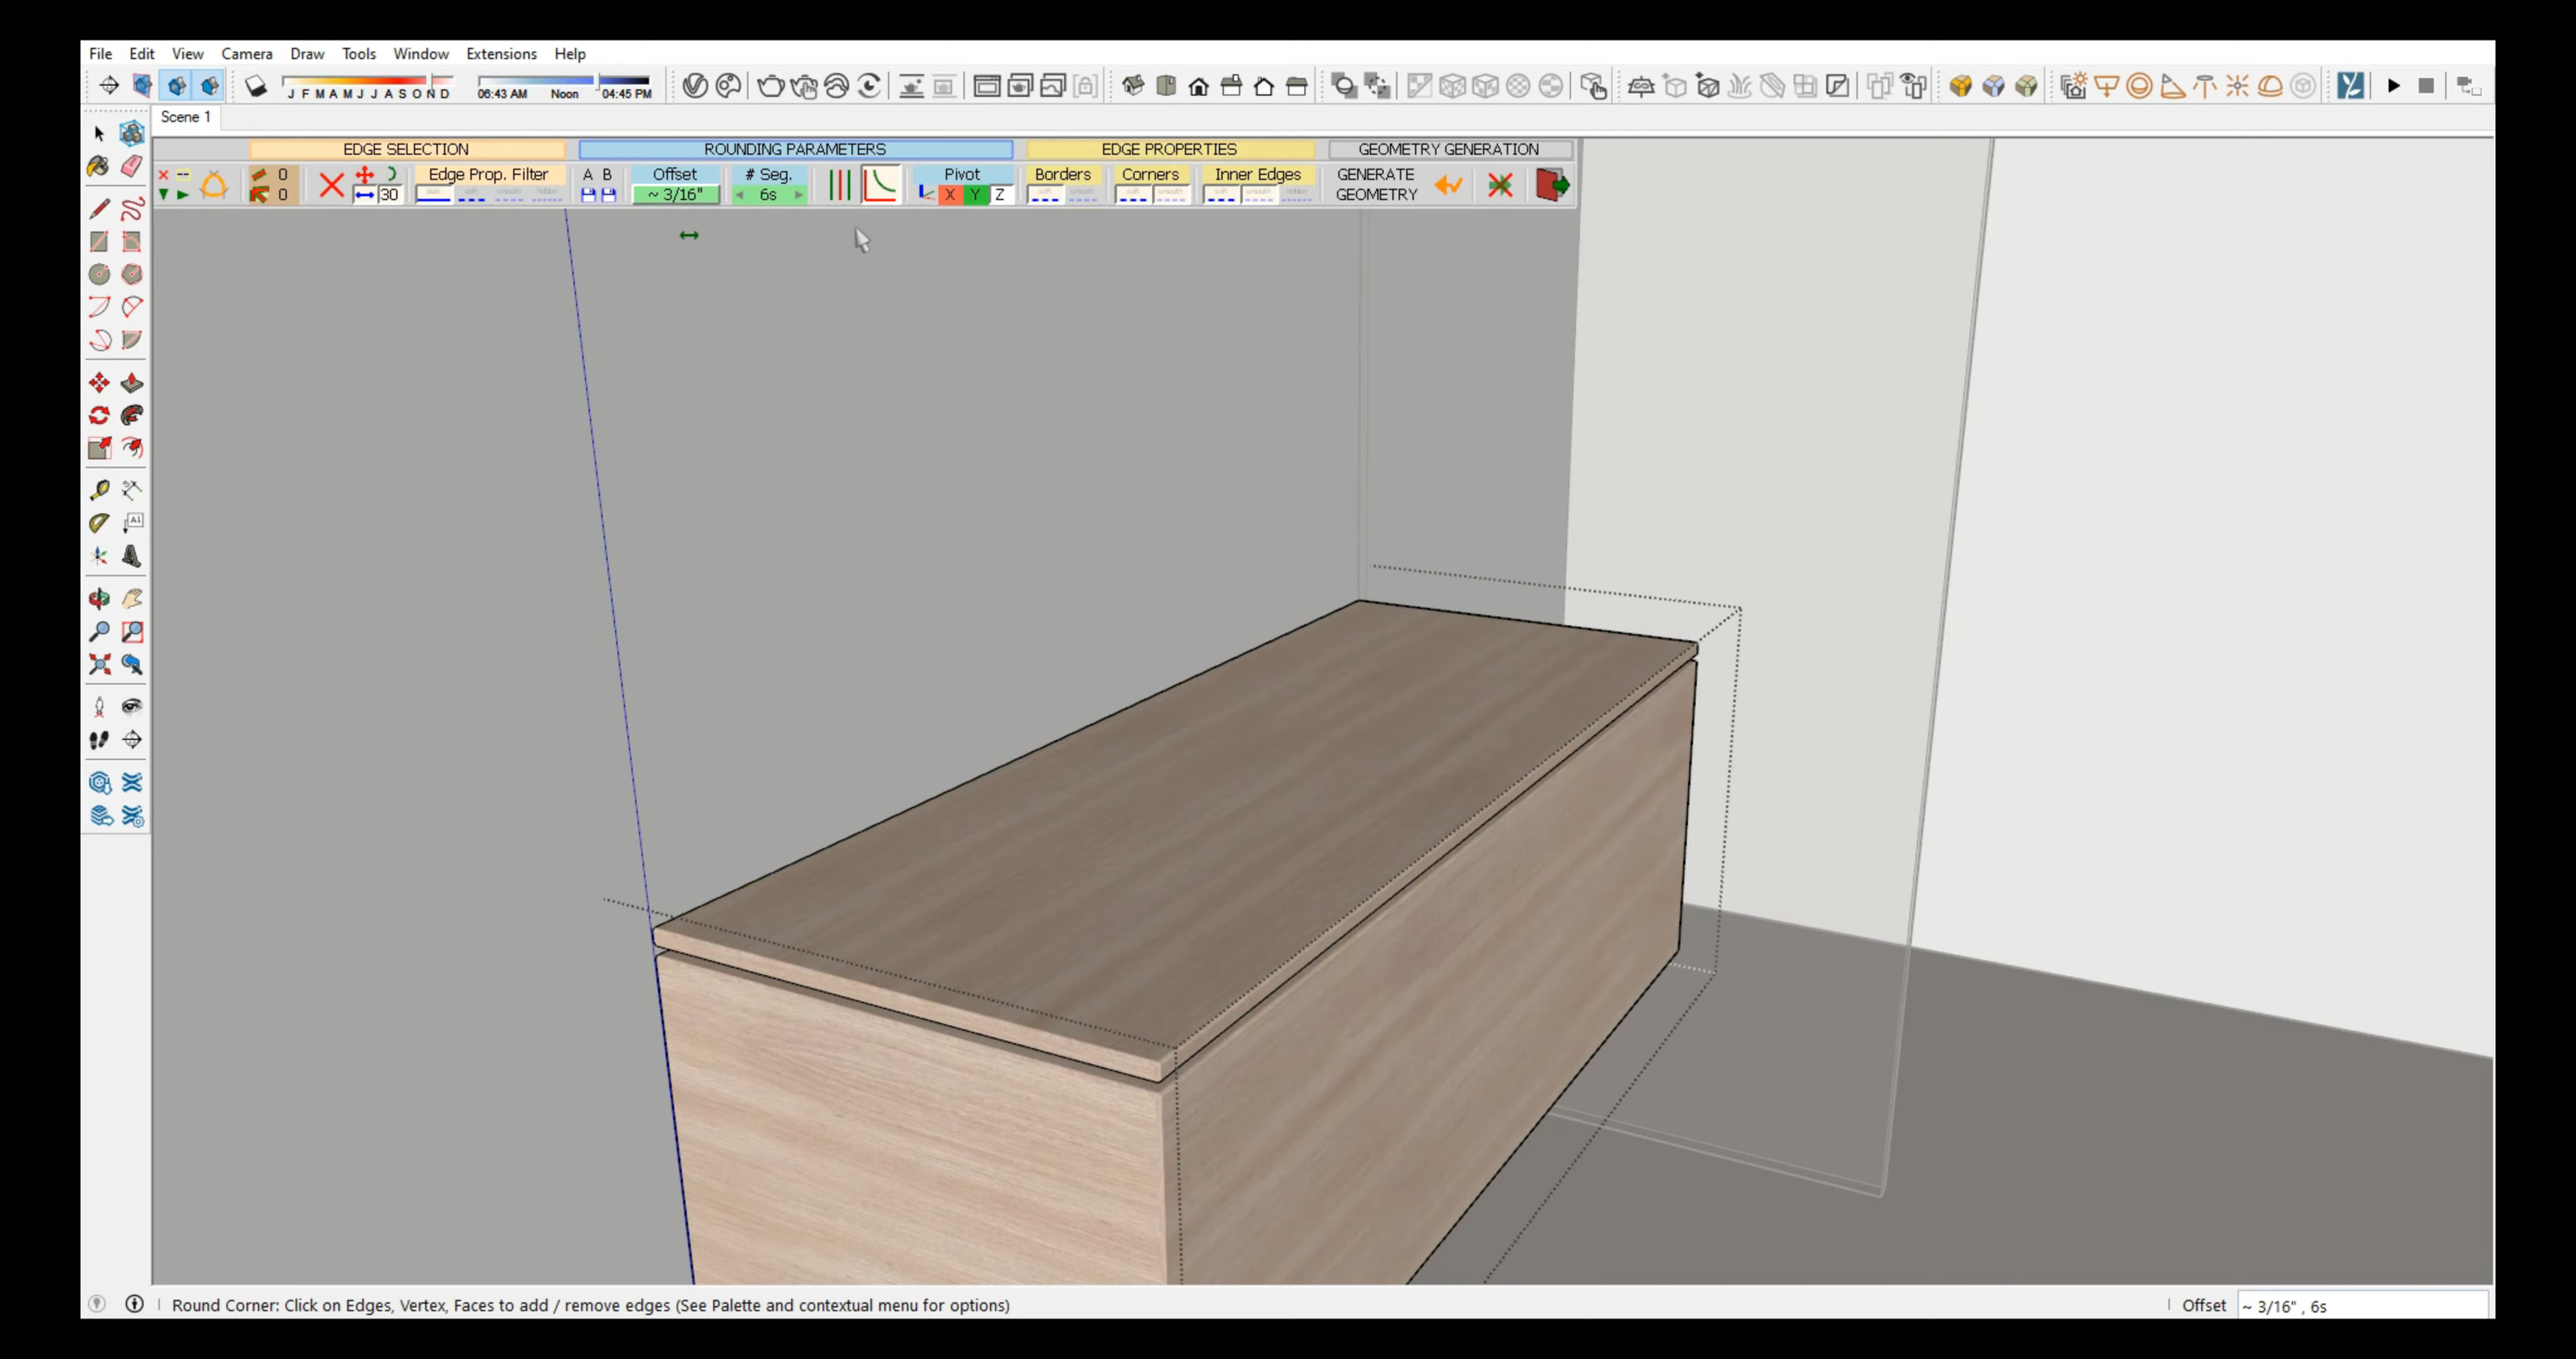 File Edit View Camera Draw Tools Window Extensions Help
J F M A M J J A S O N D 06:43 AM Noon 04:45 PM
Scene 1
EDGE SELECTION ROUNDING PARAMETERS EDGE PROPERTIES GEOMETRY GENERATION
0 Edge Prop. Filter A B Offset # Seg. Pivot Borders Corners Inner Edges GENERATE
0 30 ~ 3/16" 6s X Y Z GEOMETRY
A1
Round Corner: Click on Edges, Vertex, Faces to add / remove edges (See Palette and contextual menu for options) Offset ~ 3/16" , 6s